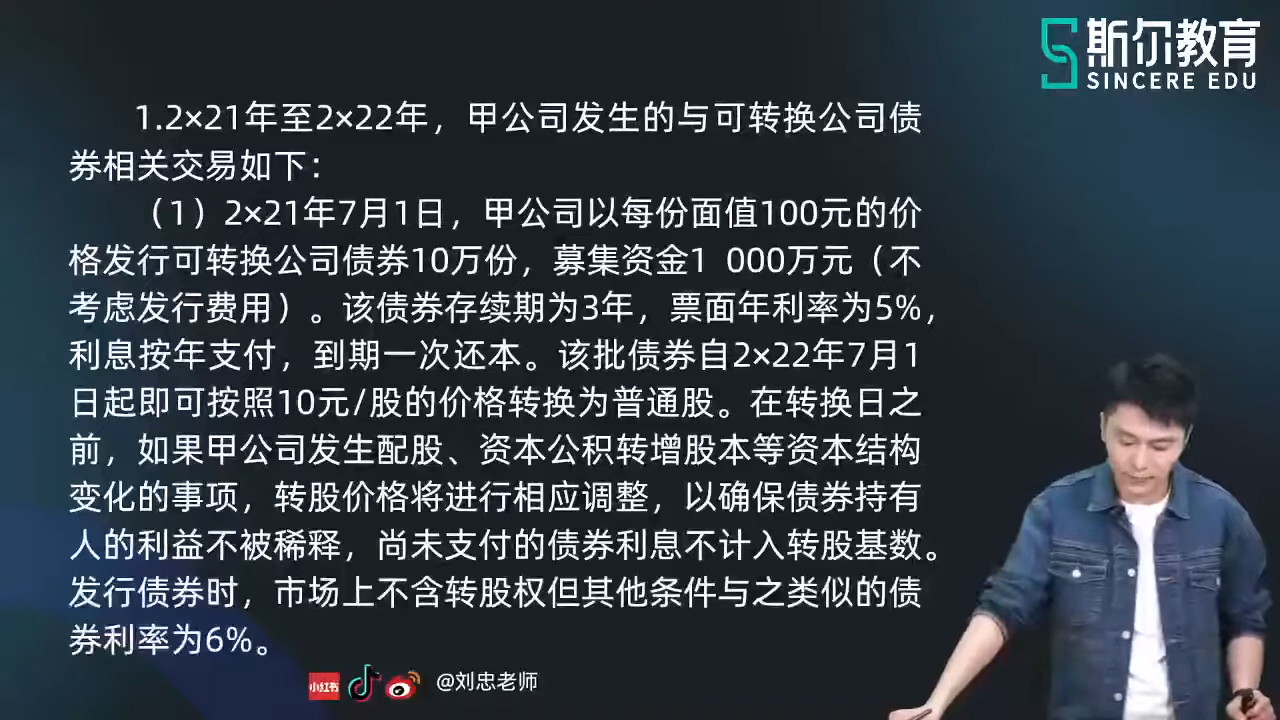 斯尔教育
SINCERE EDU
1.2×21年至2×22年，甲公司发生的与可转换公司债
券相关交易如下：
（1）2×21年7月1日，甲公司以每份面值100元的价
格发行可转换公司债券10万份，募集资金1 000万元（不
考虑发行费用）。该债券存续期为3年，票面年利率为5%，
利息按年支付，到期一次还本。该批债券自2×22年7月1
日起即可按照10元/股的价格转换为普通股。在转换日之
前，如果甲公司发生配股、资本公积转增股本等资本结构
变化的事项，转股价格将进行相应调整，以确保债券持有
人的利益不被稀释，尚未支付的债券利息不计入转股基数。
发行债券时，市场上不含转股权但其他条件与之类似的债
券利率为6%。
小红书 @刘忠老师